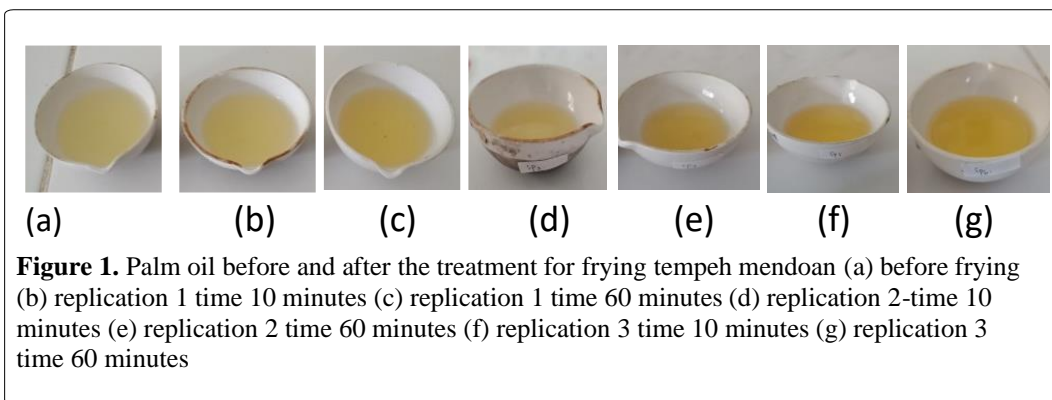 (a) (b) (c) (d) (e) (f) (g)
Figure 1. Palm oil before and after the treatment for frying tempeh mendoan (a) before frying
(b) replication 1 time 10 minutes (c) replication 1 time 60 minutes (d) replication 2-time 10
minutes (e) replication 2 time 60 minutes (f) replication 3 time 10 minutes (g) replication 3
time 60 minutes